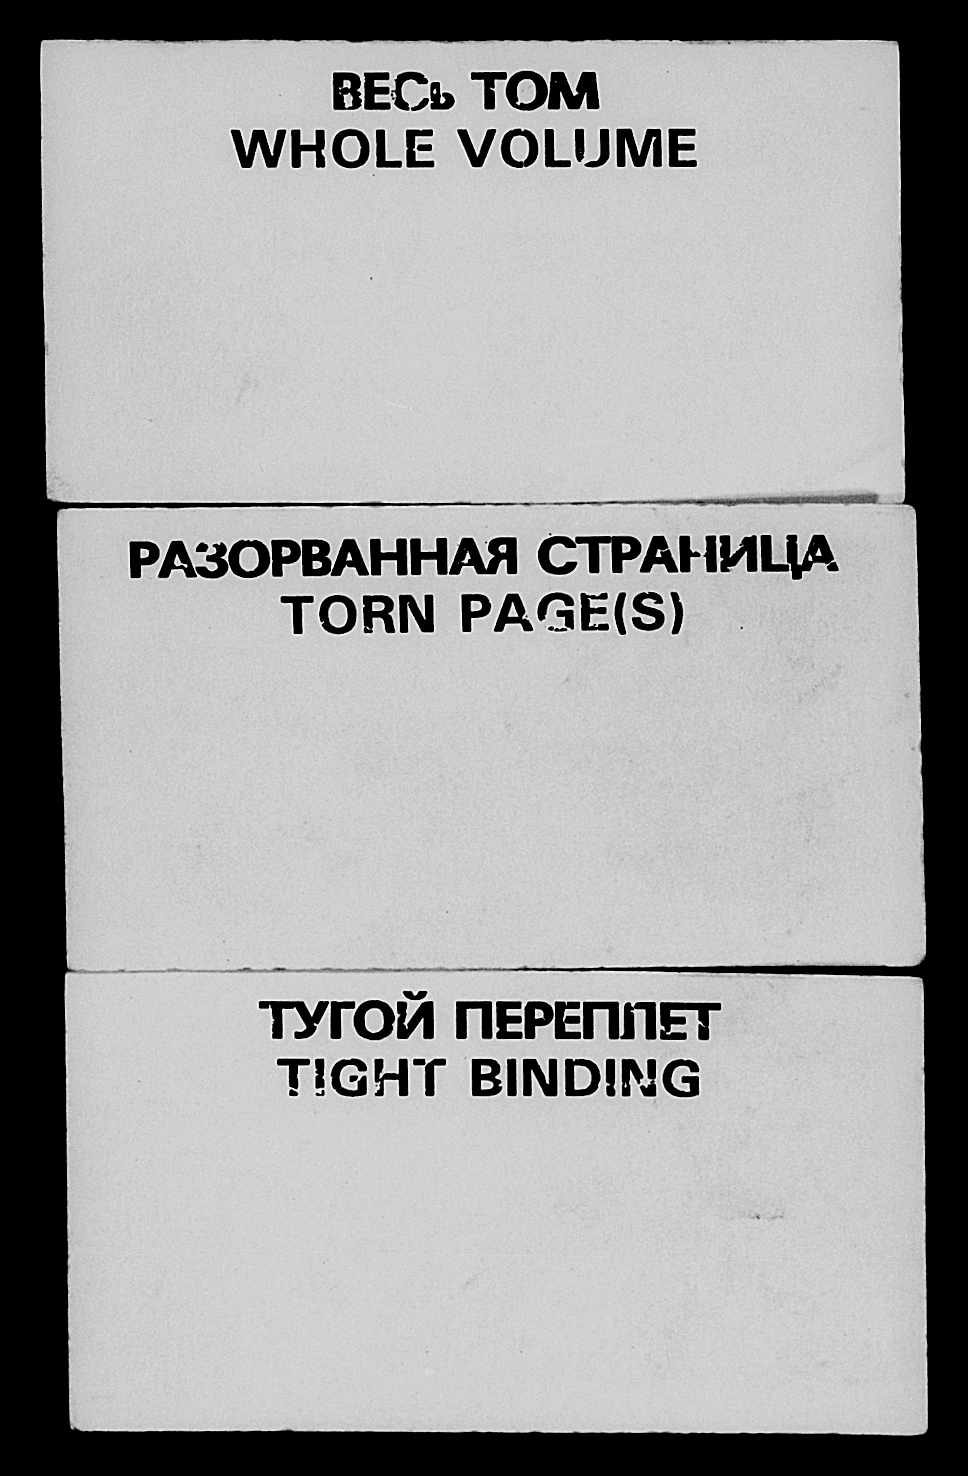 ВЕСЬ ТОМ
WHOLE VOLUME
РАЗОРВАННАЯ СТРАНИЦА
TORN PAGE(S)
ТУГОЙ ПЕРЕПЛЕТ
TIGHT BINDING